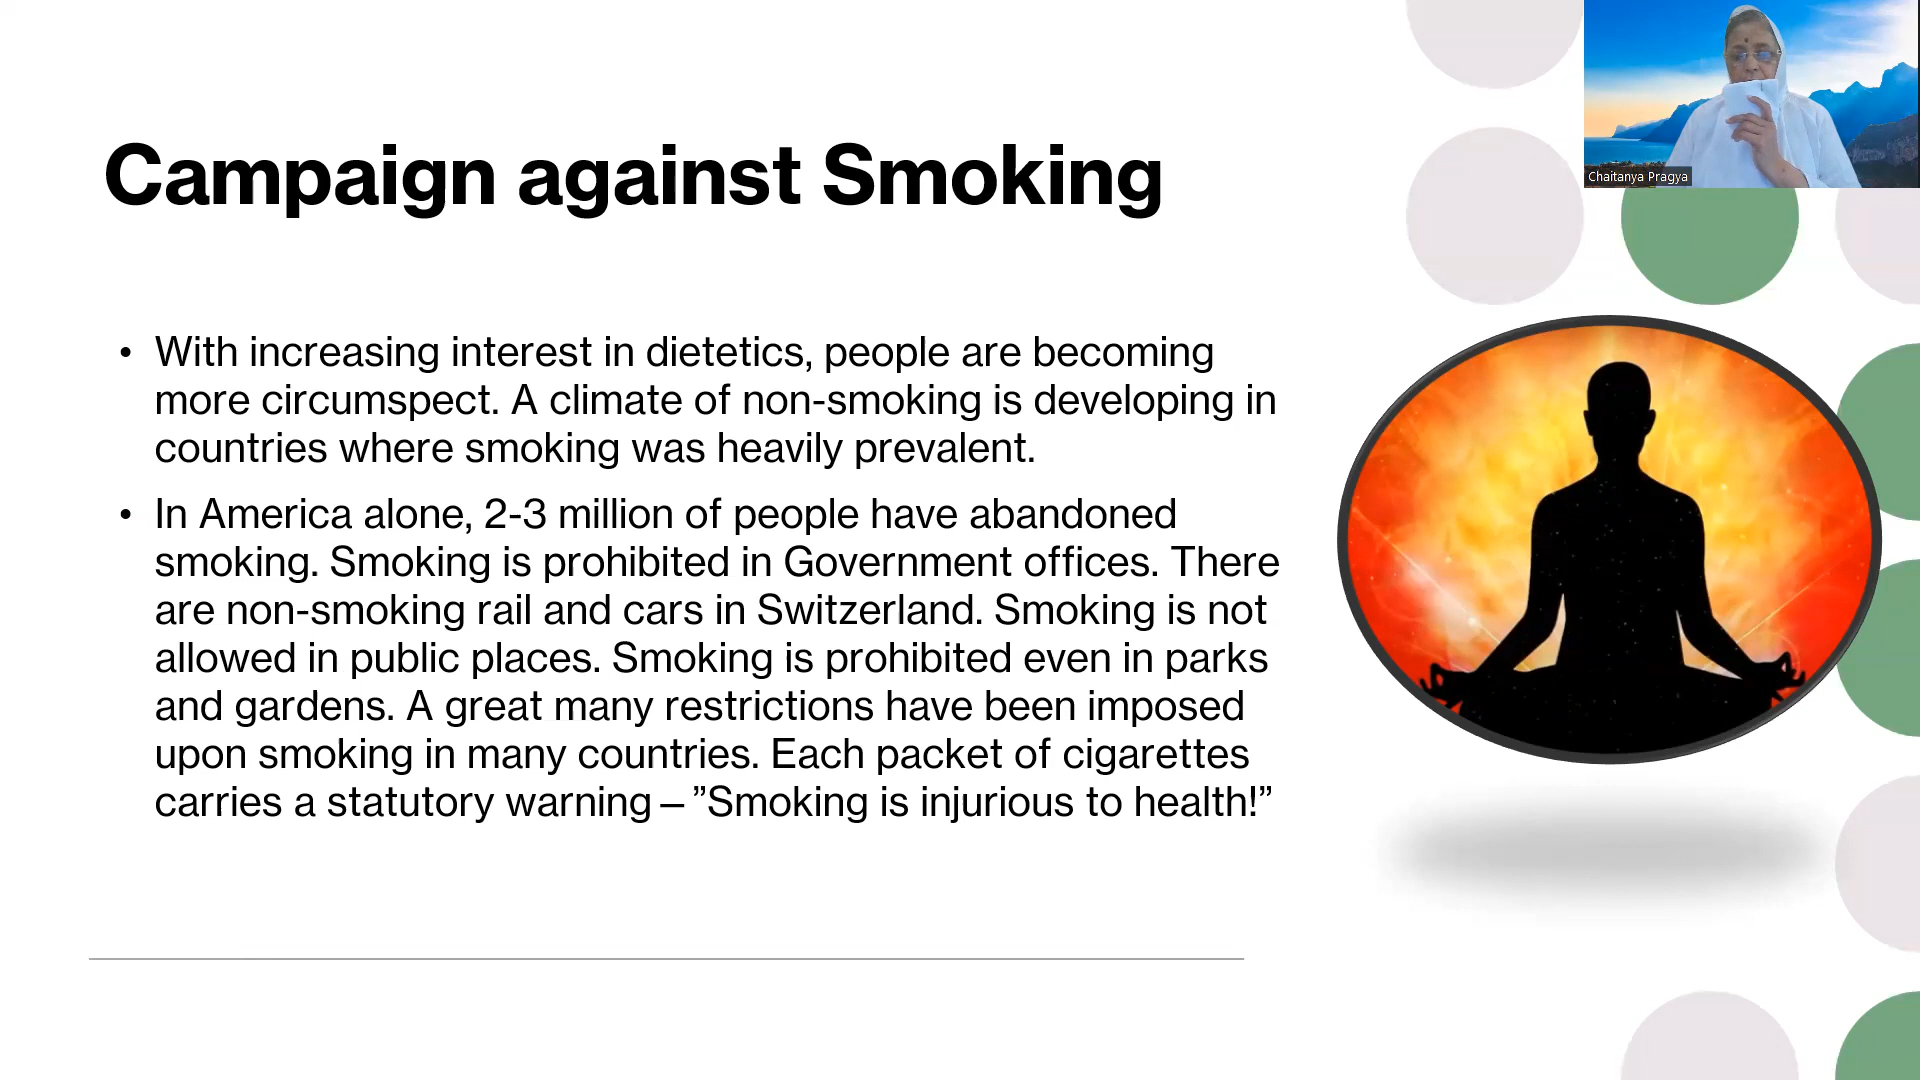 Campaign against Smoking
• With increasing interest in dietetics, people are becoming
more circumspect. A climate of non-smoking is developing in
countries where smoking was heavily prevalent.
• In America alone, 2-3 million of people have abandoned
smoking. Smoking is prohibited in Government offices. There
are non-smoking rail and cars in Switzerland. Smoking is not
allowed in public places. Smoking is prohibited even in parks
and gardens. A great many restrictions have been imposed
upon smoking in many countries. Each packet of cigarettes
carries a statutory warning – ”Smoking is injurious to health!”
Chaitanya Pragya